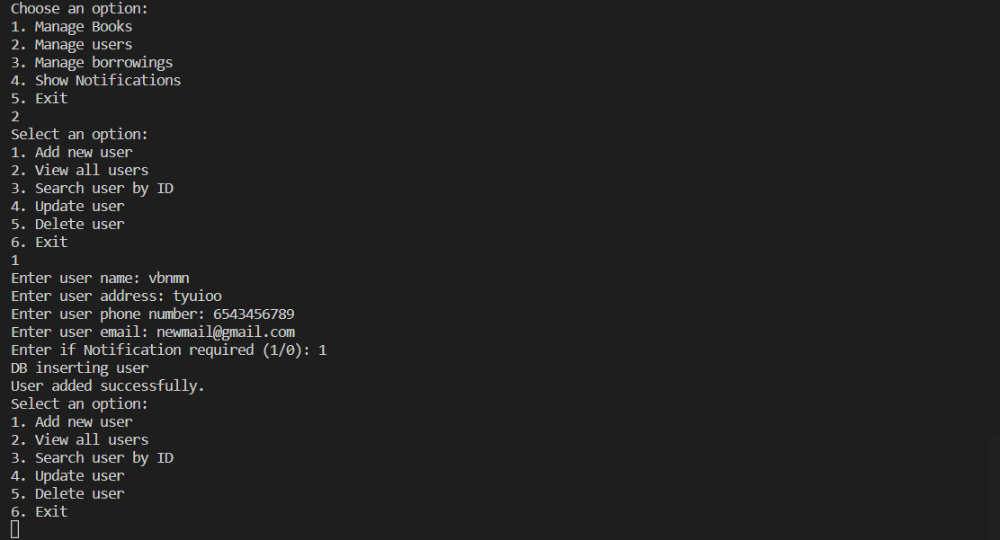 Choose an option:
1. Manage Books
2. Manage users
3. Manage borrowings
4. Show Notifications
5. Exit
2
Select an option:
1. Add new user
2. View all users
3. Search user by ID
4. Update user
5. Delete user
6. Exit
1
Enter user name: vbnmn
Enter user address: tyuioo
Enter user phone number: 6543456789
Enter user email: newmail@gmail.com
Enter if Notification required (1/0): 1
DB inserting user
User added successfully.
Select an option:
1. Add new user
2. View all users
3. Search user by ID
4. Update user
5. Delete user
6. Exit